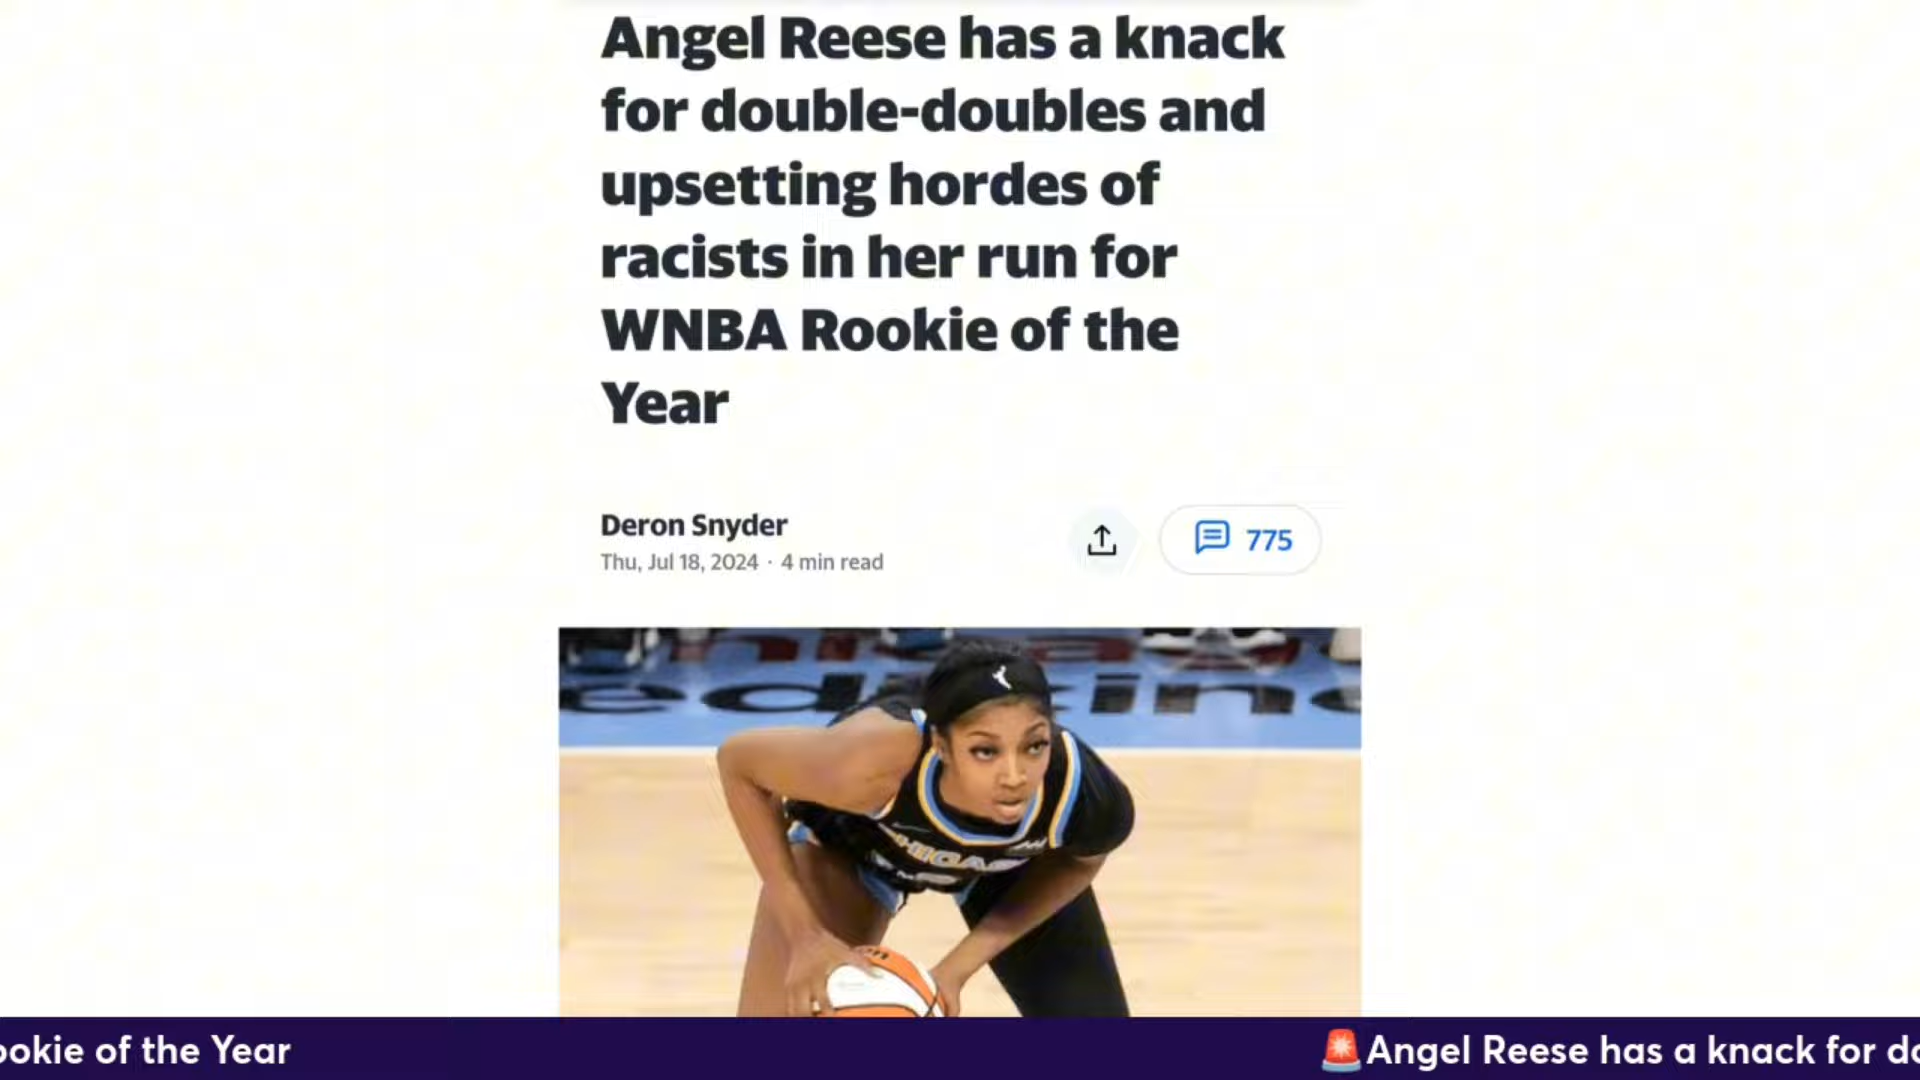 Angel Reese has a knack
for double-doubles and
upsetting hordes of
racists in her run for
WNBA Rookie of the
Year
Deron Snyder
Thu, Jul 18, 2024 · 4 min read
775
ookie of the Year
🚨Angel Reese has a knack for do